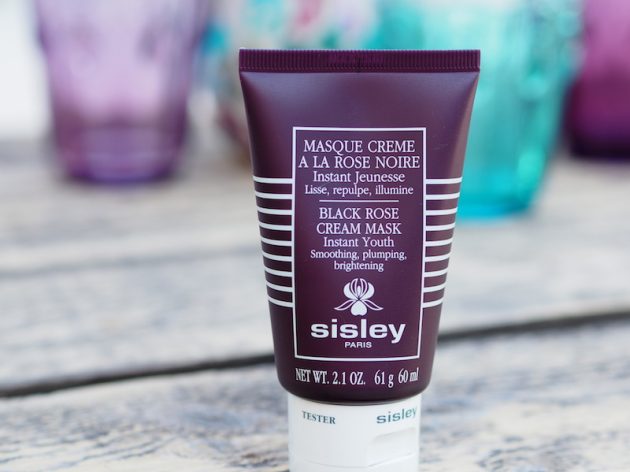 MASQUE CREME
A LA ROSE NOIRE
Instant Jeunesse
Lisse, repulpe, illumine
BLACK ROSE
CREAM MASK
Instant Youth
Smoothing, plumping,
brightening
sisley
PARIS
NET WT. 2.1 OZ. 61 g 60 ml
TESTER sisley